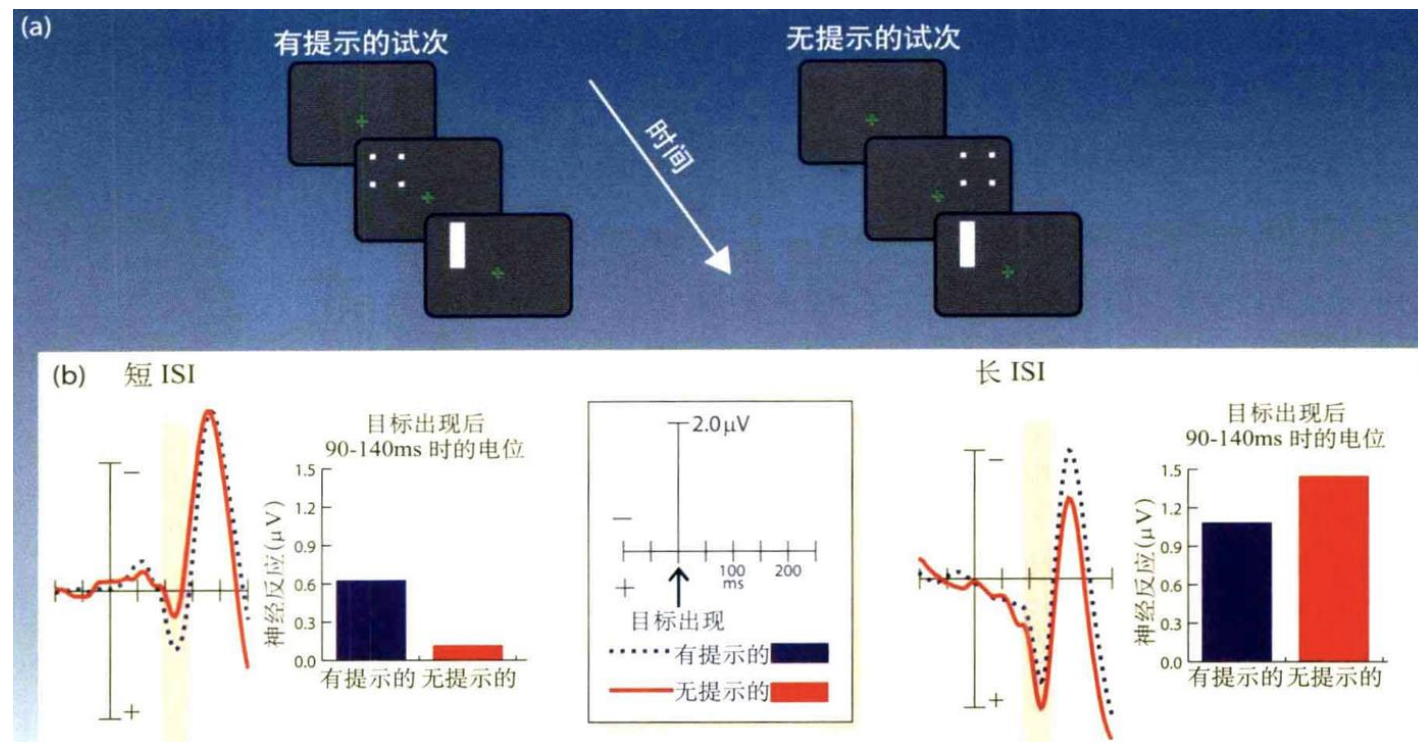 (a)
有提示的试次
无提示的试次
时间
(b)
短 ISI
目标出现后
90-140ms 时的电位
神经反应(μV)
1.5
1.2
0.9
0.6
0.3
0.0
有提示的 无提示的
−
+
2.0μV
−
+
100
ms
200
目标出现
有提示的
无提示的
长 ISI
−
+
目标出现后
90-140ms 时的电位
神经反应(μV)
1.5
1.2
0.9
0.6
0.3
0.0
有提示的 无提示的